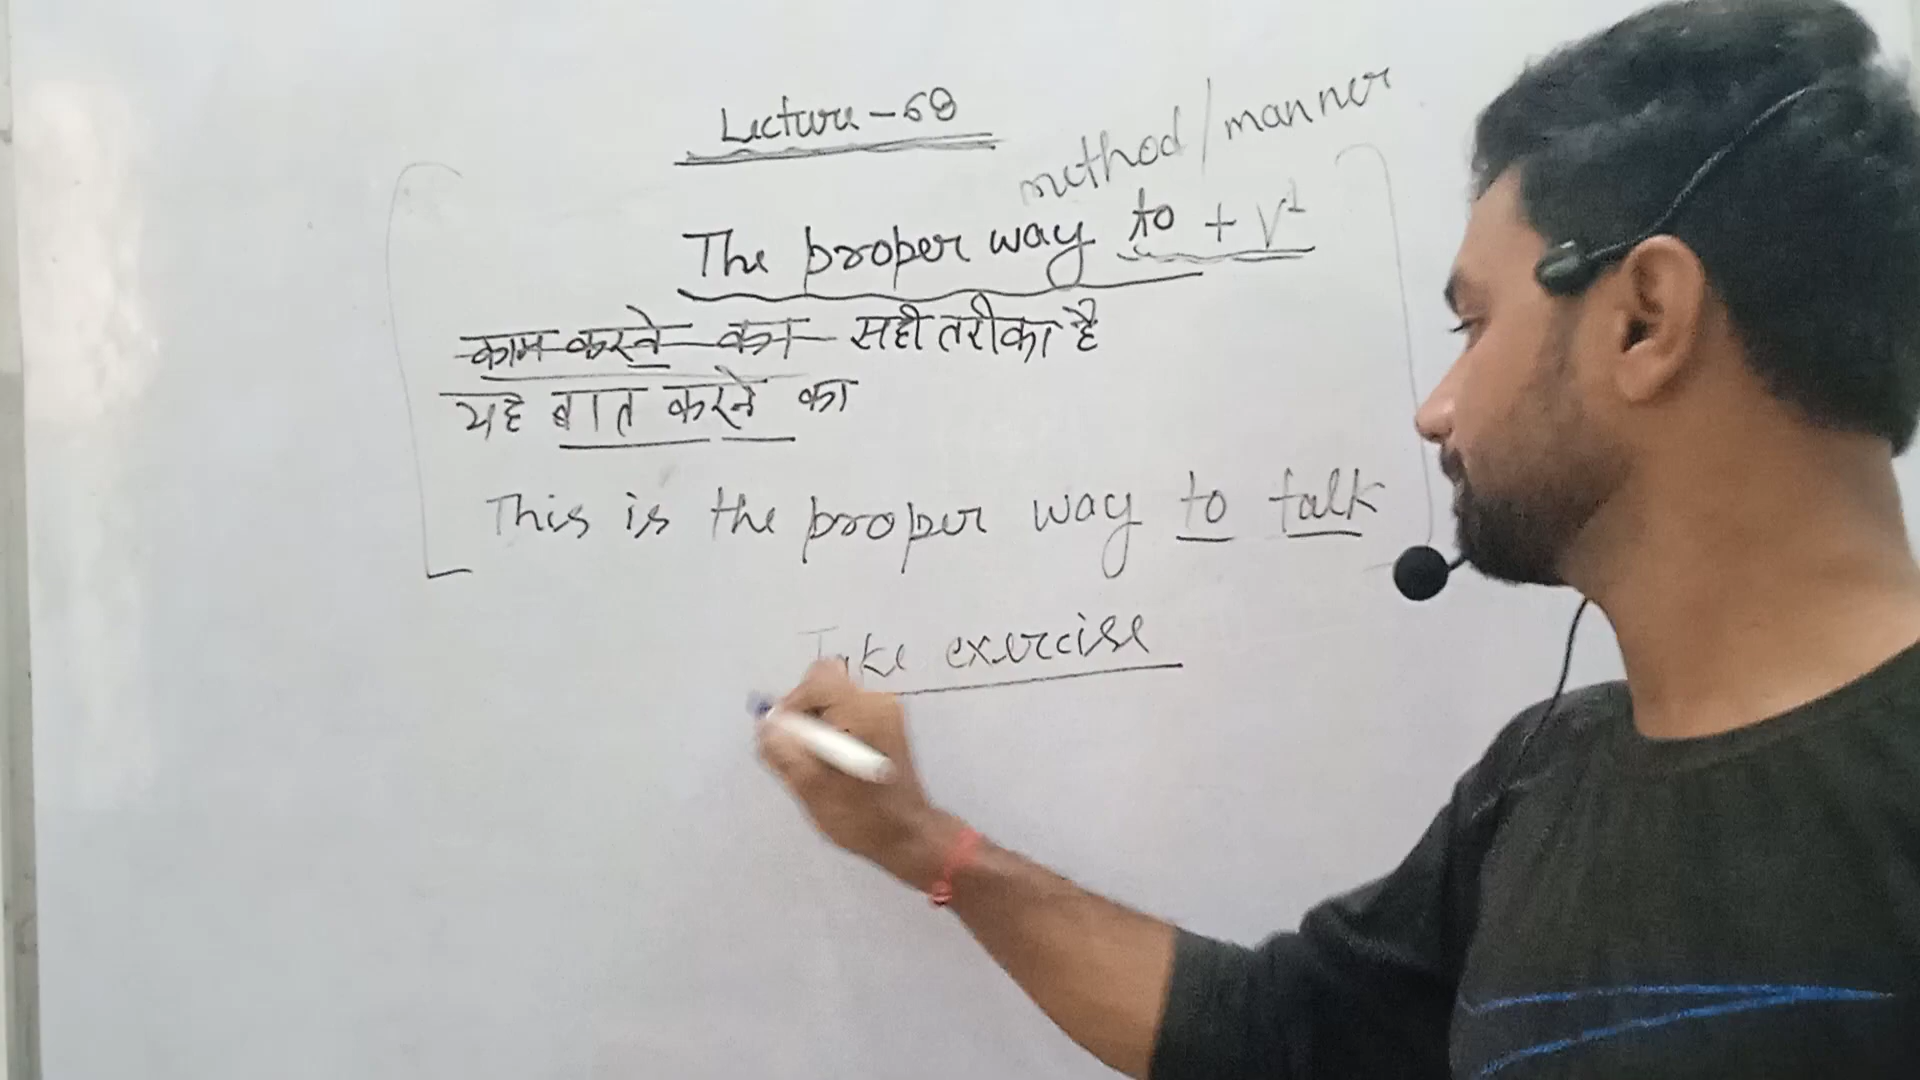 Lecture - 68
method / manner
The proper way to + V¹
काम करने का सही तरीका है
यह बात करने का
This is the proper way to talk
Take exercise